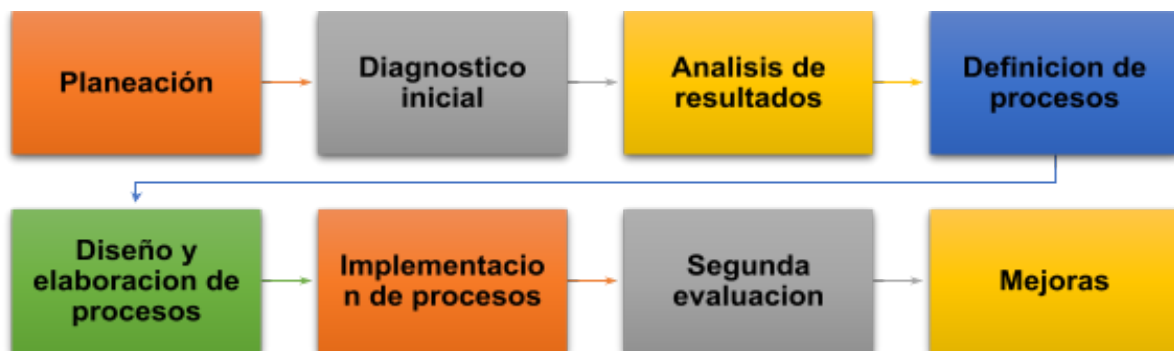 Planeación
Diagnostico
inicial
Analisis de
resultados
Definicion de
procesos
Diseño y
elaboracion de
procesos
Implementacio
n de procesos
Segunda
evaluacion
Mejoras